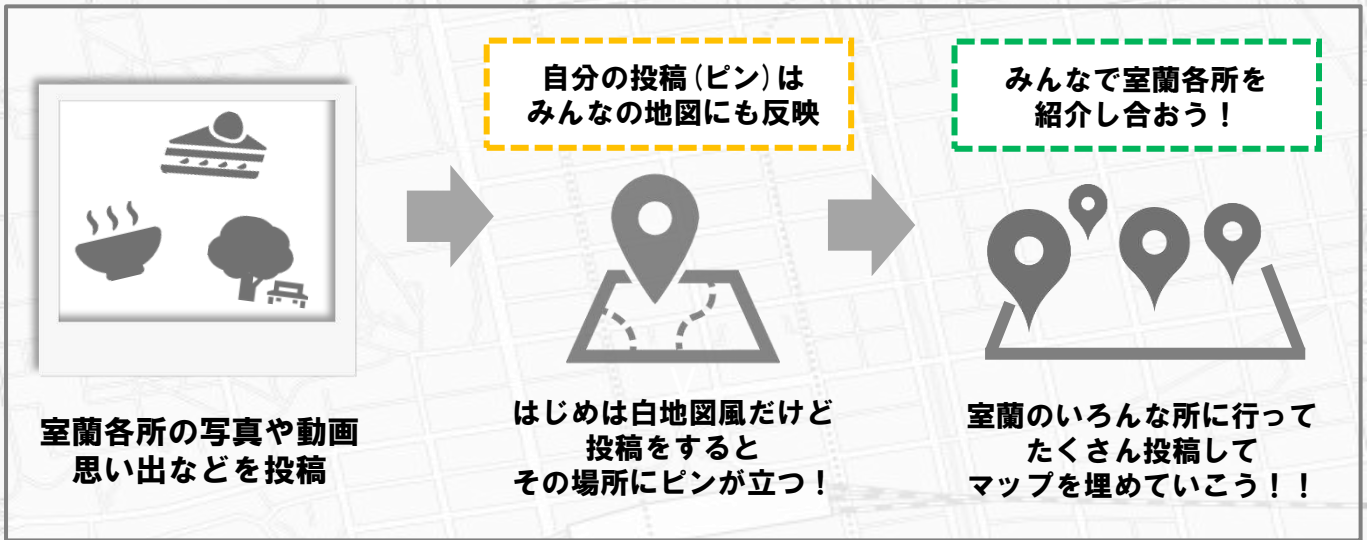 室蘭各所の写真や動画
思い出などを投稿
自分の投稿(ピン)は
みんなの地図にも反映
はじめは白地図風だけど
投稿をすると
その場所にピンが立つ！
みんなで室蘭各所を
紹介し合おう！
室蘭のいろんな所に行って
たくさん投稿して
マップを埋めていこう！！